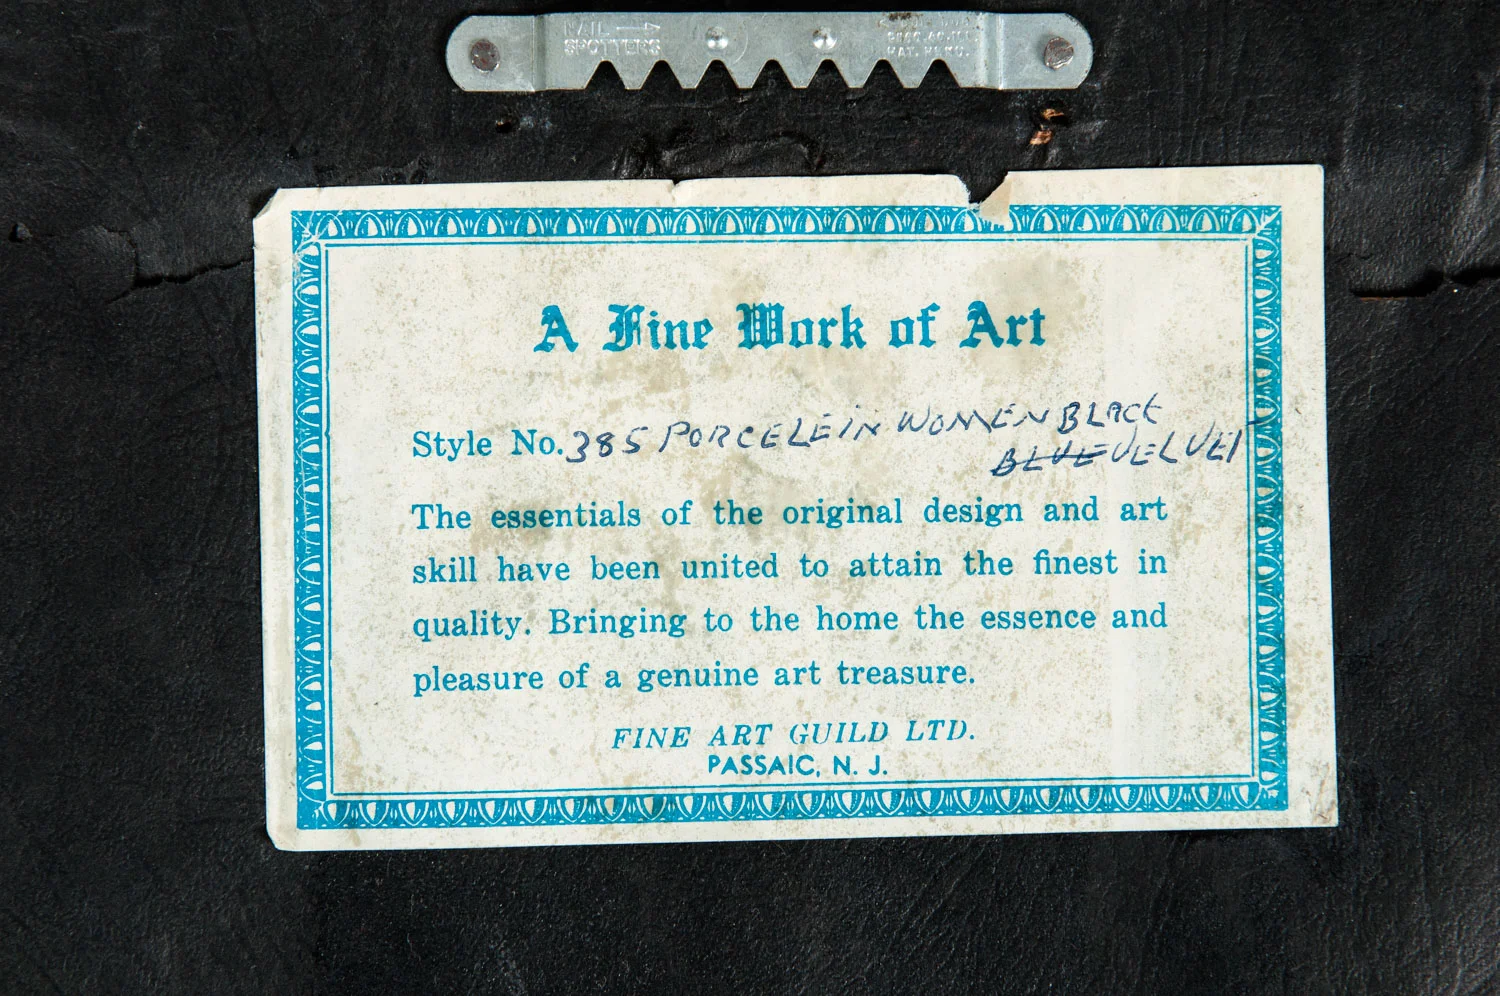 NAIL
SPOTTERS
PAT. PEND.
A Fine Work of Art
Style No. 385 PORCELEIN WOMEN BLACK
BLUE VELVET
The essentials of the original design and art
skill have been united to attain the finest in
quality. Bringing to the home the essence and
pleasure of a genuine art treasure.
FINE ART GUILD LTD.
PASSAIC, N. J.